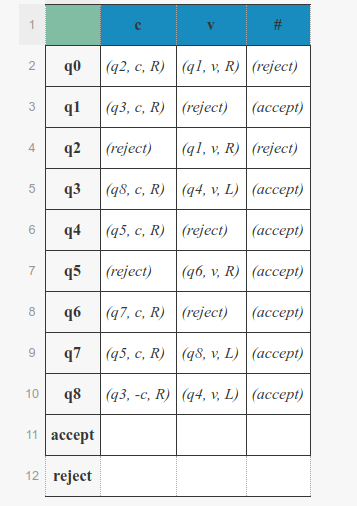 1 c v #
2 q0 (q2, c, R) (q1, v, R) (reject)
3 q1 (q3, c, R) (reject) (accept)
4 q2 (reject) (q1, v, R) (reject)
5 q3 (q8, c, R) (q4, v, L) (accept)
6 q4 (q5, c, R) (reject) (accept)
7 q5 (reject) (q6, v, R) (accept)
8 q6 (q7, c, R) (reject) (accept)
9 q7 (q5, c, R) (q8, v, L) (accept)
10 q8 (q3, -c, R) (q4, v, L) (accept)
11 accept
12 reject